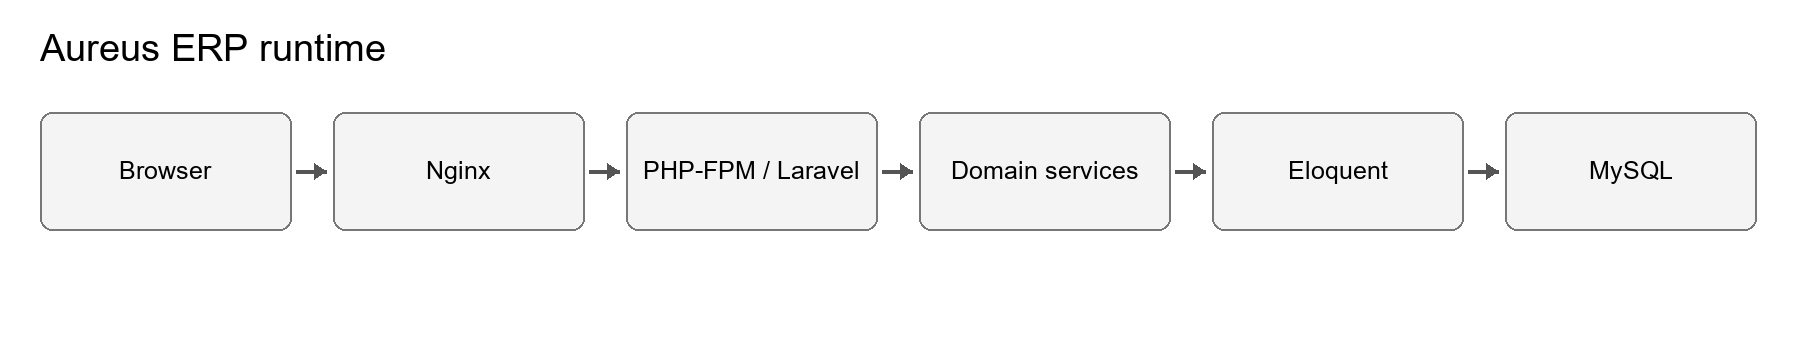 Aureus ERP runtime
Browser
Nginx
PHP-FPM / Laravel
Domain services
Eloquent
MySQL